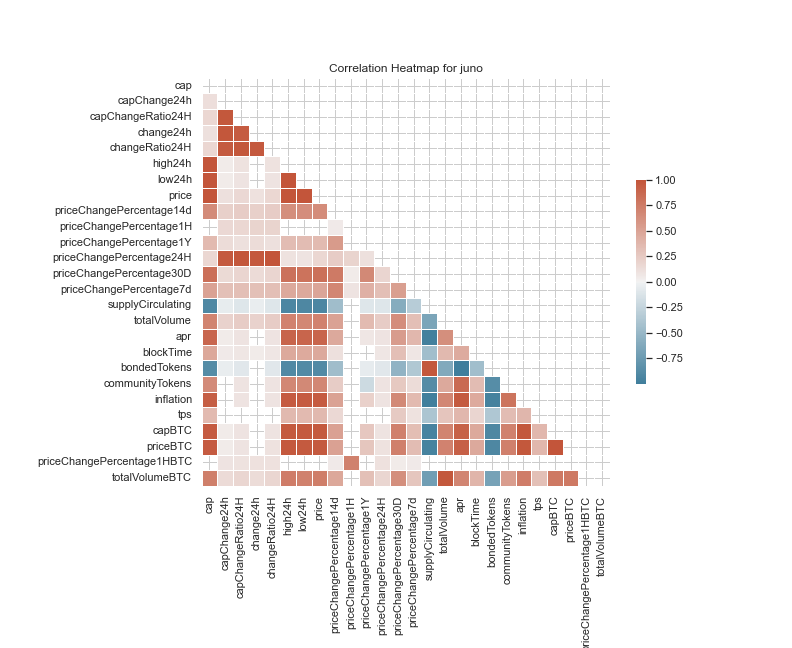 Correlation Heatmap for juno
cap
capChange24h
capChangeRatio24H
change24h
changeRatio24H
high24h
low24h
price
priceChangePercentage14d
priceChangePercentage1H
priceChangePercentage1Y
priceChangePercentage24H
priceChangePercentage30D
priceChangePercentage7d
supplyCirculating
totalVolume
apr
blockTime
bondedTokens
communityTokens
inflation
tps
capBTC
priceBTC
priceChangePercentage1HBTC
totalVolumeBTC
cap
capChange24h
capChangeRatio24H
change24h
changeRatio24H
high24h
low24h
price
priceChangePercentage14d
priceChangePercentage1H
priceChangePercentage1Y
priceChangePercentage24H
priceChangePercentage30D
priceChangePercentage7d
supplyCirculating
totalVolume
apr
blockTime
bondedTokens
communityTokens
inflation
tps
capBTC
priceBTC
priceChangePercentage1HBTC
totalVolumeBTC
1.00
0.75
0.50
0.25
0.00
−0.25
−0.50
−0.75